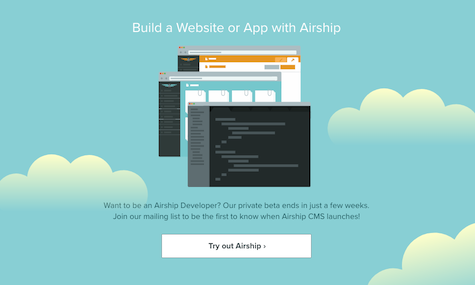 Build a Website or App with Airship
Want to be an Airship Developer? Our private beta ends in just a few weeks.
Join our mailing list to be the first to know when Airship CMS launches!
Try out Airship ›